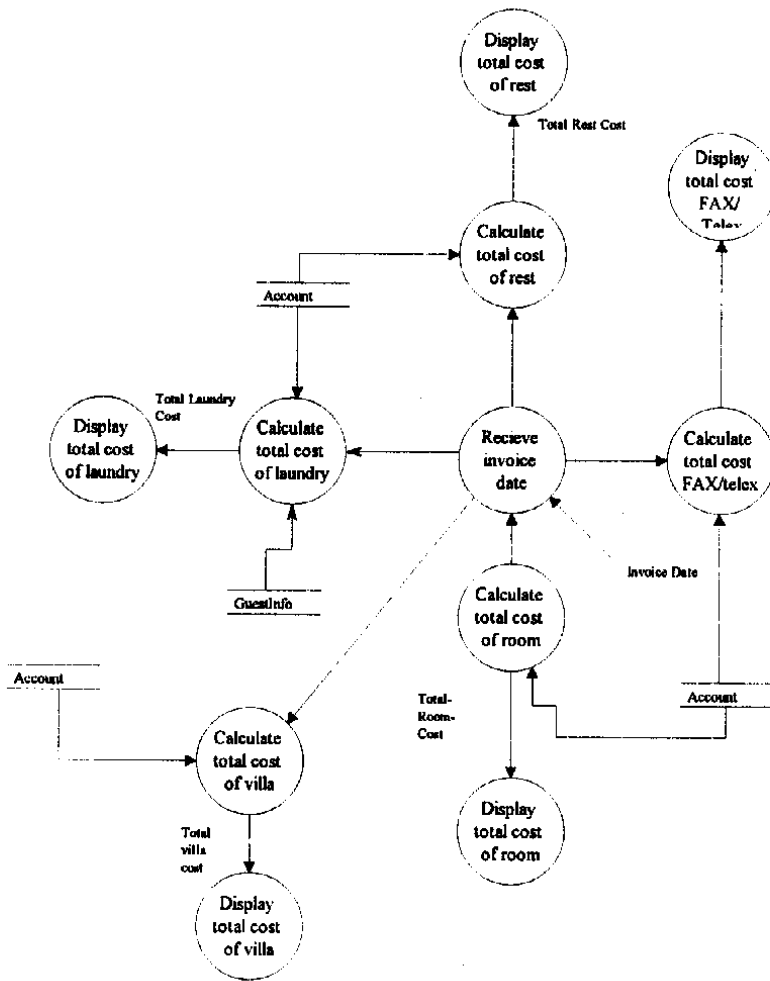 Display
total cost
of rest
Total Rest Cost
Display
total cost
FAX/
Telex
Calculate
total cost
of rest
Account
Total Laundry
Cost
Display
total cost
of laundry
Calculate
total cost
of laundry
Recieve
invoice
date
Calculate
total cost
FAX/telex
Invoice Date
GuestInfo
Calculate
total cost
of room
Account
Total-
Room-
Cost
Account
Calculate
total cost
of villa
Display
total cost
of room
Total
villa
cost
Display
total cost
of villa